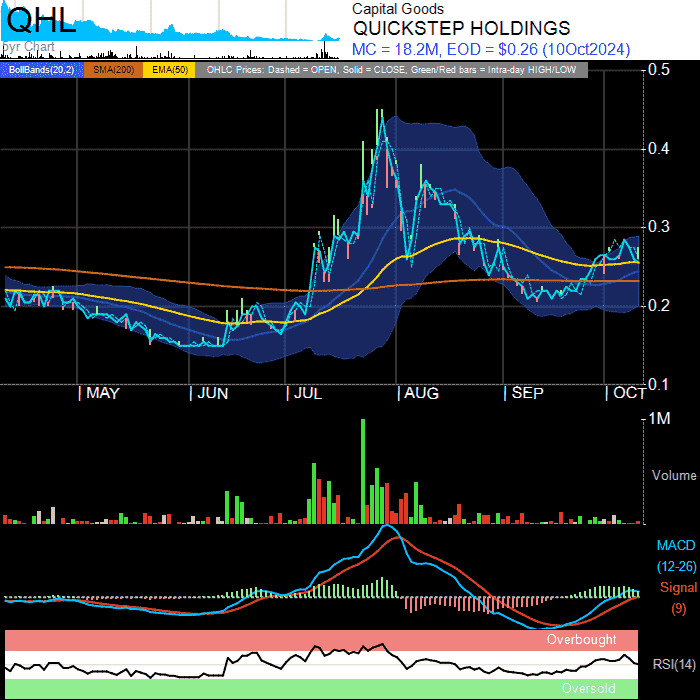 QHL
5yr Chart
Capital Goods
QUICKSTEP HOLDINGS
MC = 18.2M, EOD = $0.26 (10Oct2024)
BollBands(20,2) SMA(200) EMA(50) OHLC Prices: Dashed = OPEN, Solid = CLOSE, Green/Red bars = Intra-day HIGH/LOW
0.5
0.4
0.3
0.2
0.1
MAY JUN JUL AUG SEP OCT
1M
Volume
MACD
(12-26)
Signal
(9)
Overbought
RSI(14)
Oversold